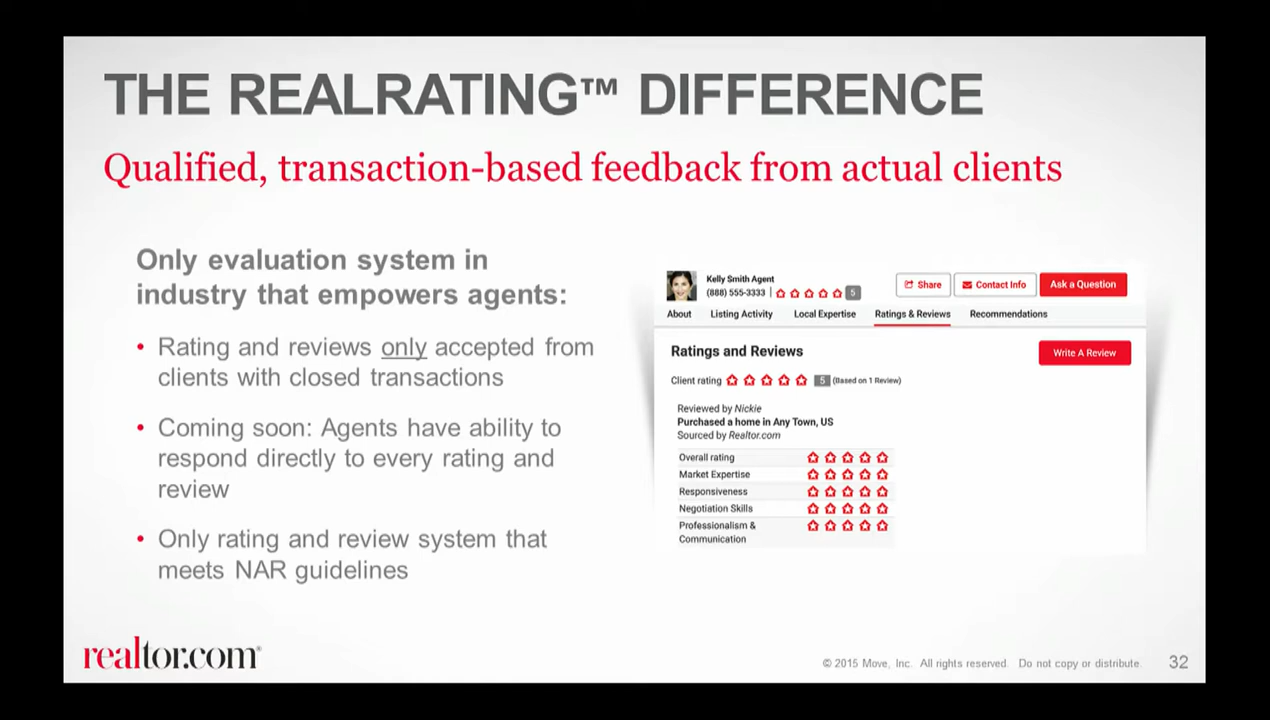 THE REALRATING™ DIFFERENCE
Qualified, transaction-based feedback from actual clients
Only evaluation system in
industry that empowers agents:
• Rating and reviews only accepted from
clients with closed transactions
• Coming soon: Agents have ability to
respond directly to every rating and
review
• Only rating and review system that
meets NAR guidelines
Kelly Smith Agent
(888) 555-3333 | 5
Share
Contact Info
Ask a Question
About Listing Activity Local Expertise Ratings & Reviews Recommendations
Ratings and Reviews
Write A Review
Client rating 5 (Based on 1 Review)
Reviewed by Nickie
Purchased a home in Any Town, US
Sourced by Realtor.com
Overall rating
Market Expertise
Responsiveness
Negotiation Skills
Professionalism &
Communication
realtor.com®
© 2015 Move, Inc. All rights reserved. Do not copy or distribute.
32